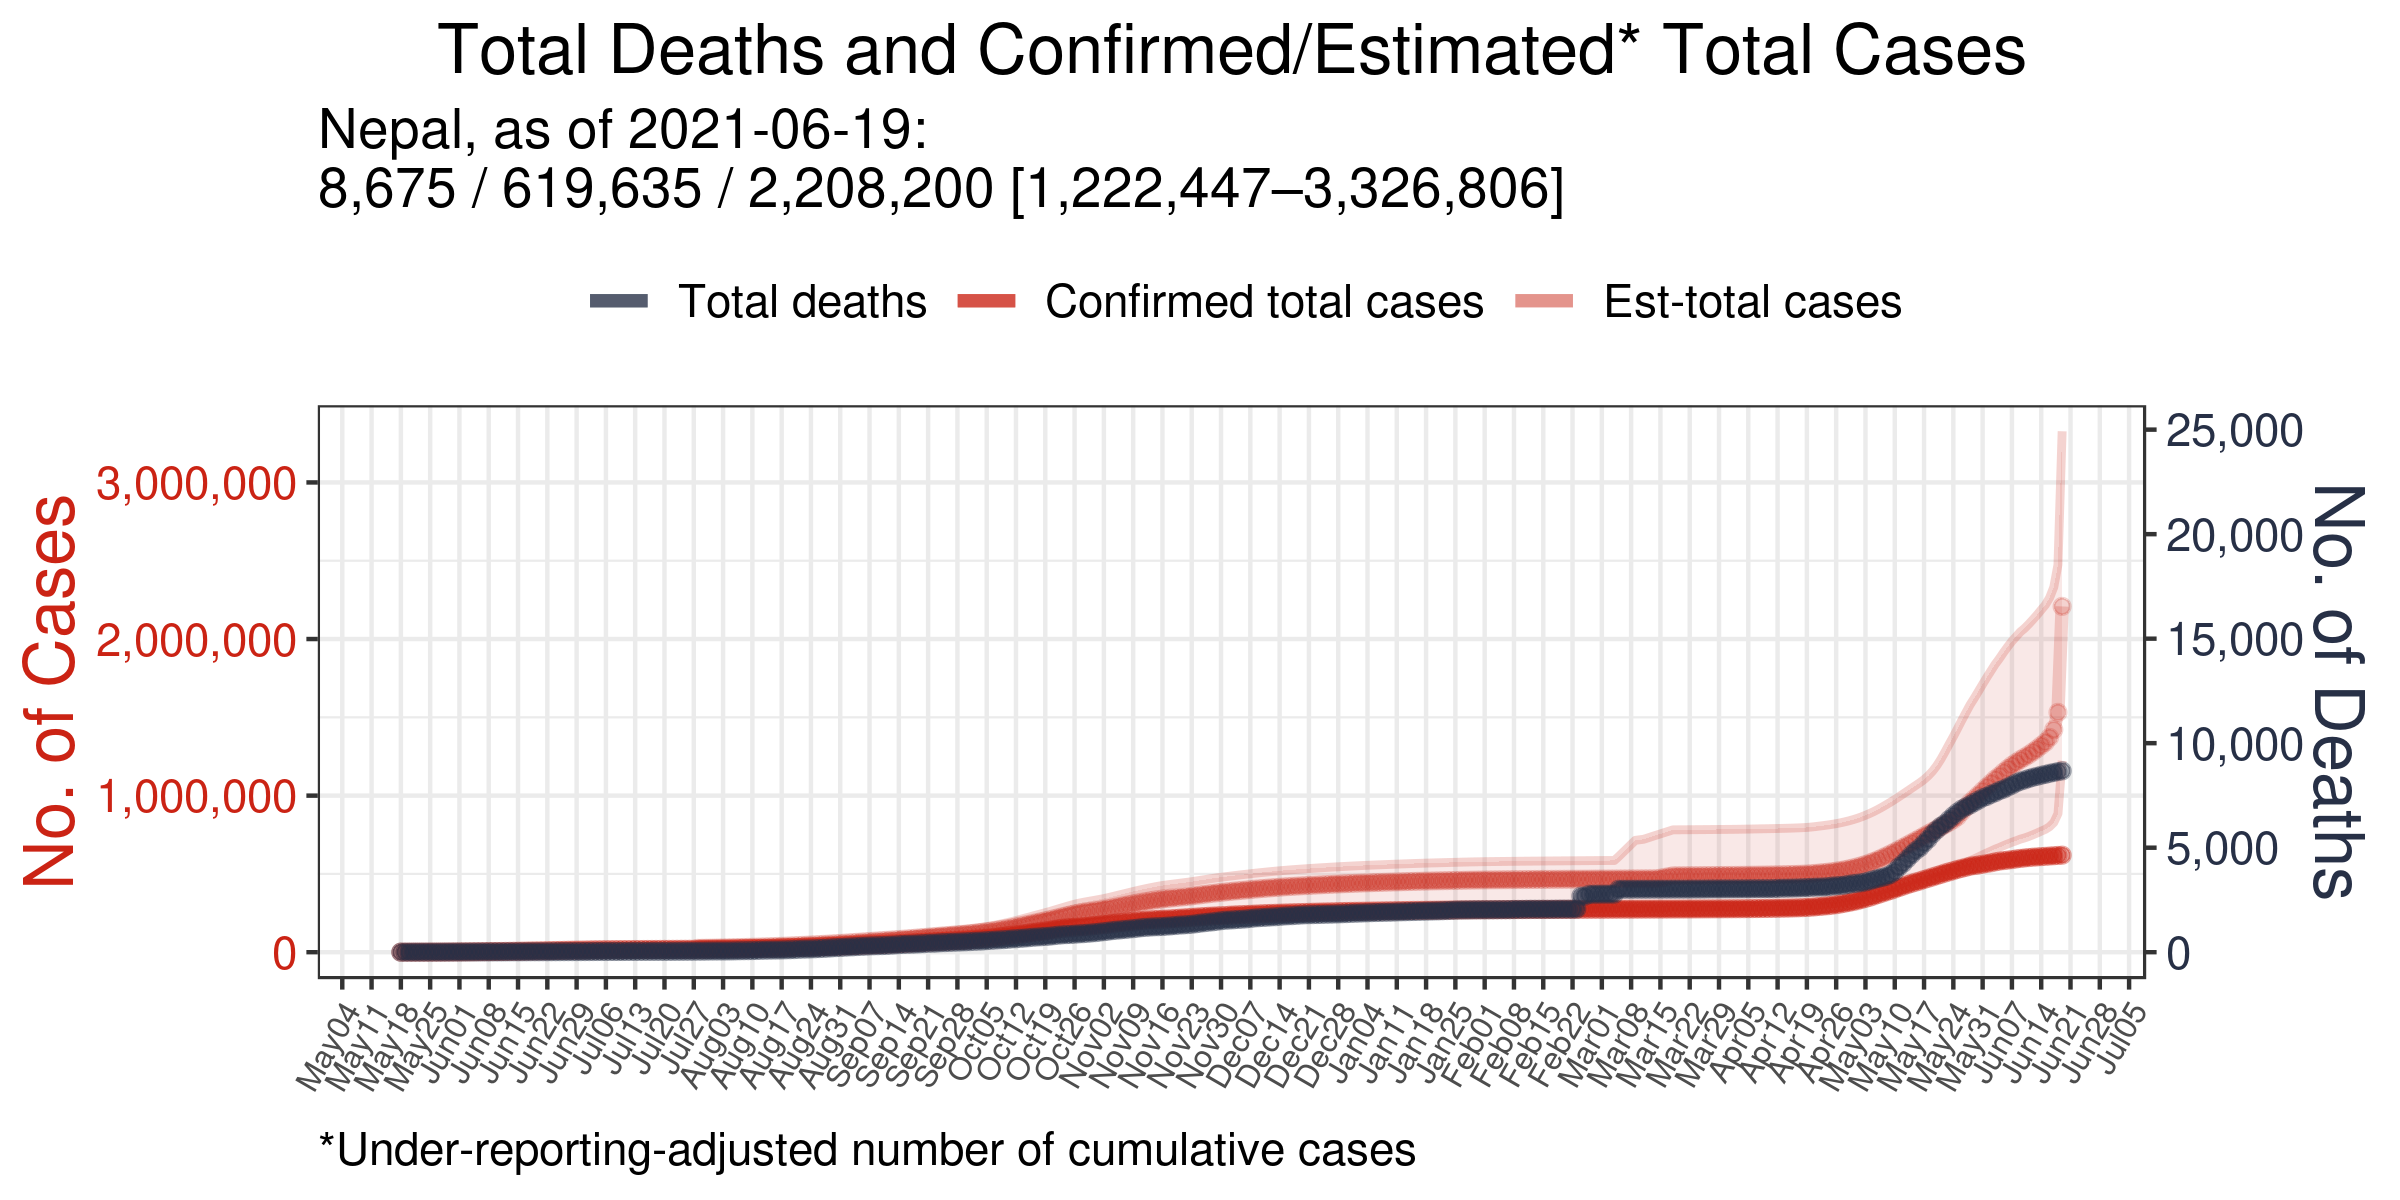 Total Deaths and Confirmed/Estimated* Total Cases
Nepal, as of 2021-06-19:
8,675 / 619,635 / 2,208,200 [1,222,447–3,326,806]
Total deaths
Confirmed total cases
Est-total cases
No. of Cases
3,000,000
2,000,000
1,000,000
0
25,000
20,000
15,000
10,000
5,000
0
No. of Deaths
May04
May11
May18
May25
Jun01
Jun08
Jun15
Jun22
Jun29
Jul06
Jul13
Jul20
Jul27
Aug03
Aug10
Aug17
Aug24
Aug31
Sep07
Sep14
Sep21
Sep28
Oct05
Oct12
Oct19
Oct26
Nov02
Nov09
Nov16
Nov23
Nov30
Dec07
Dec14
Dec21
Dec28
Jan04
Jan11
Jan18
Jan25
Feb01
Feb08
Feb15
Feb22
Mar01
Mar08
Mar15
Mar22
Mar29
Apr05
Apr12
Apr19
Apr26
May03
May10
May17
May24
May31
Jun07
Jun14
Jun21
Jun28
Jul05
*Under-reporting-adjusted number of cumulative cases